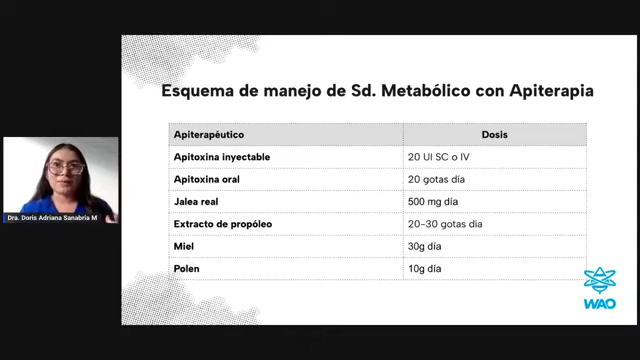 Esquema de manejo de Sd. Metabólico con Apiterapia
Apiterapéutico Dosis
Apitoxina inyectable 20 UI SC o IV
Apitoxina oral 20 gotas día
Jalea real 500 mg día
Extracto de propóleo 20-30 gotas dia
Miel 30g día
Polen 10g día
Dra. Doris Adriana Sanabria M
WAO